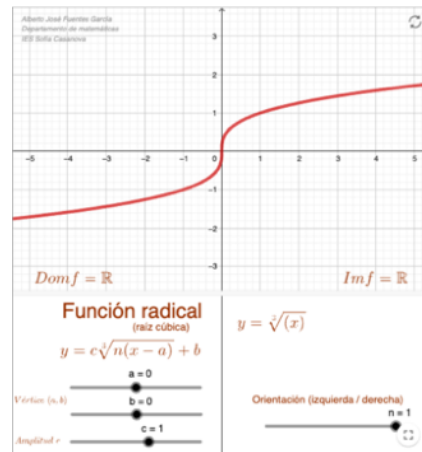 Alberto José Fuentes García
Departamento de matemáticas
IES Sofía Casanova
3
2
1
-5 -4 -3 -2 -1 0 1 2 3 4 5
-1
-2
-3
Dom f = ℝ
Im f = ℝ
Función radical
(raíz cúbica)
y = c∛(n(x − a)) + b
y = ∛(x)
a = 0
Vértice (a, b)
b = 0
c = 1
Amplitud c
Orientación (izquierda / derecha)
n = 1